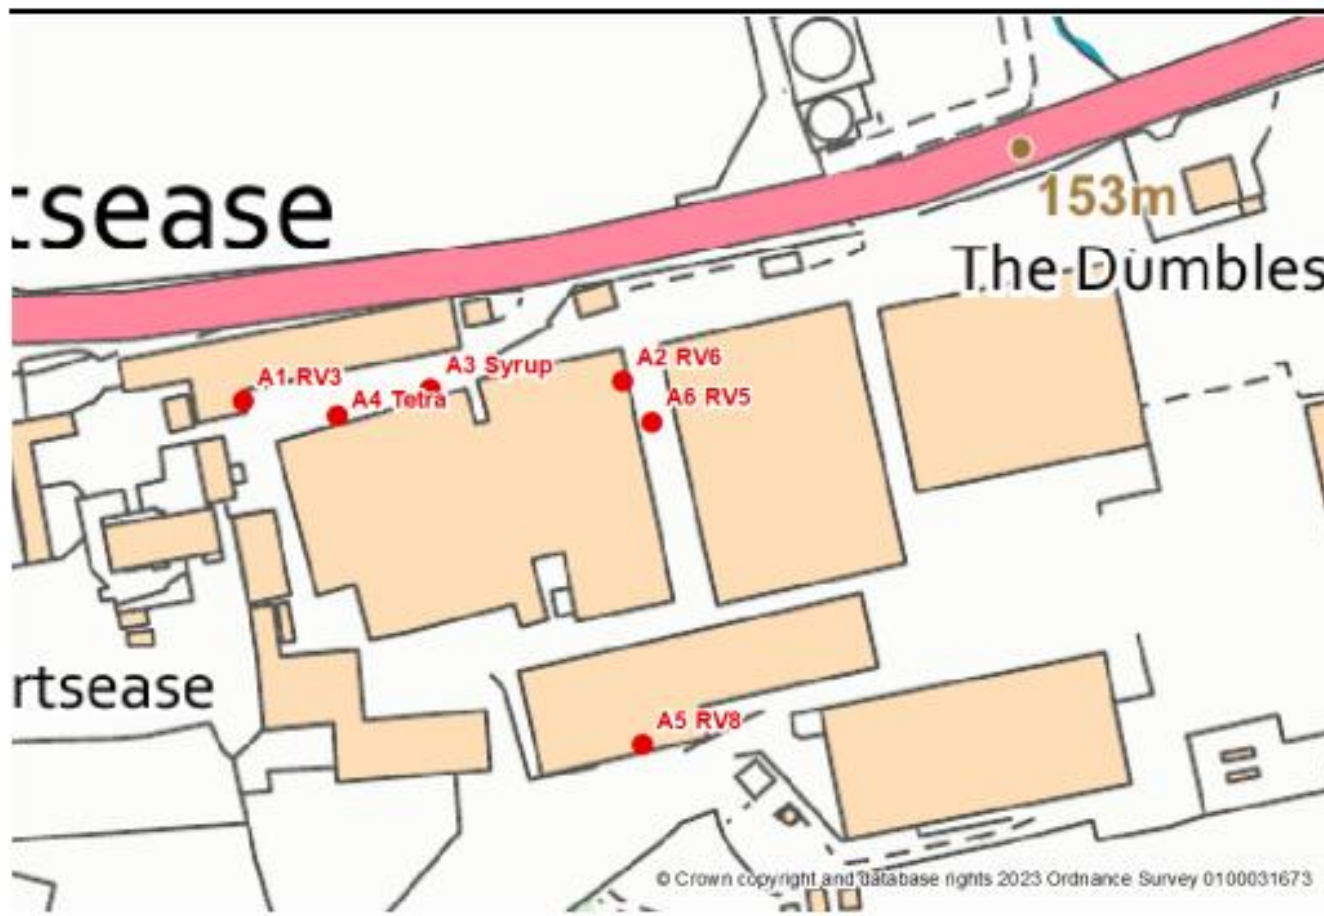 tsease
153m
The Dumbles
A3 Syrup
A2 RV6
A1 RV3
A4 Tetra
A6 RV5
rtsease
A5 RV8
© Crown copyright and database rights 2023 Ordnance Survey 0100031673